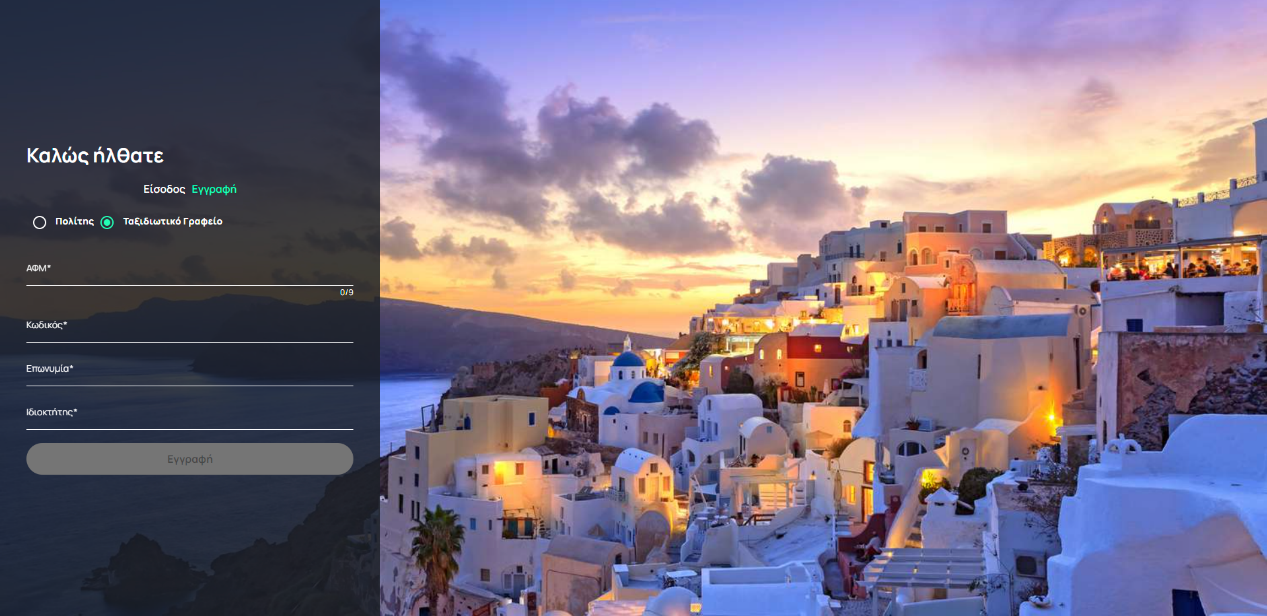 Καλώς ήλθατε
Είσοδος Εγγραφή
Πολίτης Ταξιδιωτικό Γραφείο
ΑΦΜ*
0/9
Κωδικός*
Επωνυμία*
Ιδιοκτήτης*
Εγγραφή